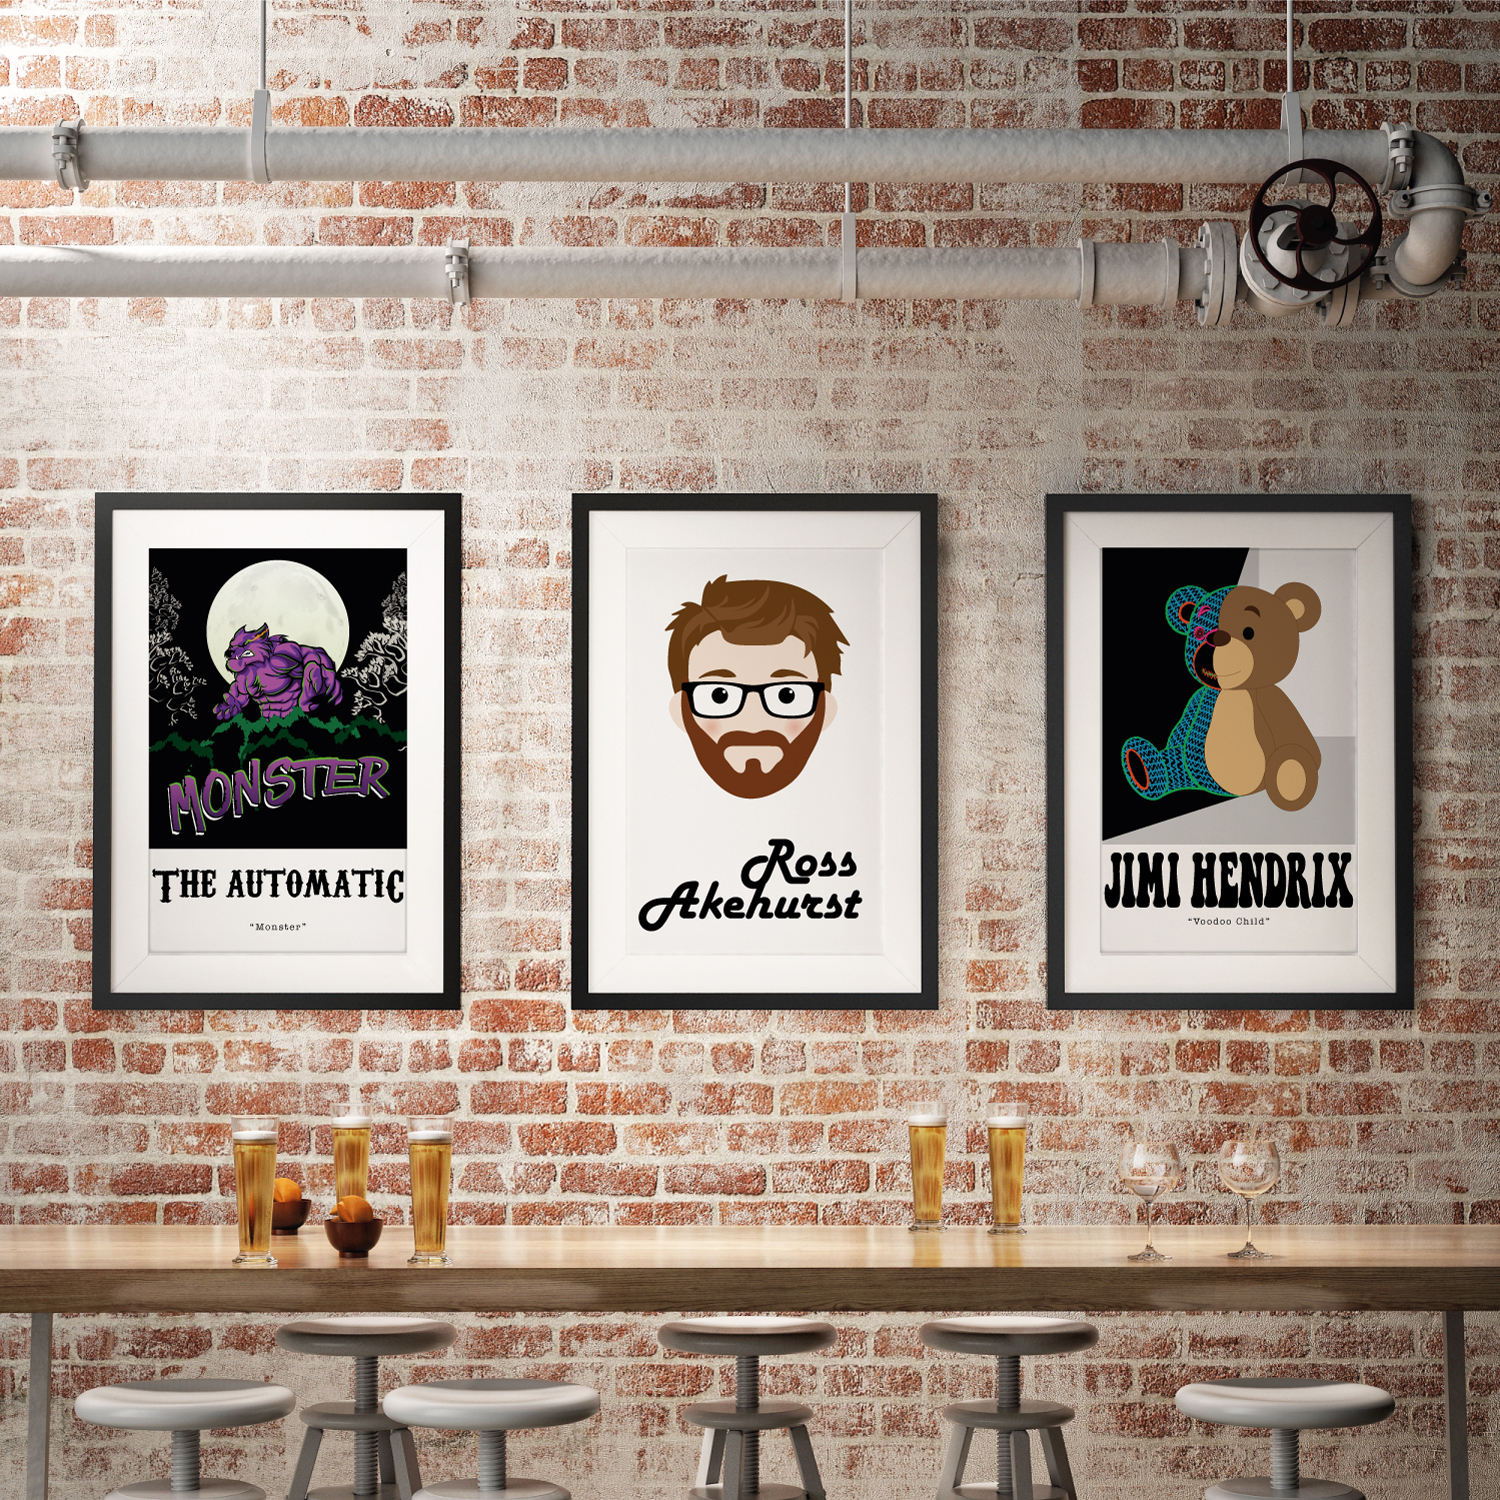 MONSTER
THE AUTOMATIC
“Monster”
Ross
Akehurst
JIMI HENDRIX
“Voodoo Child”